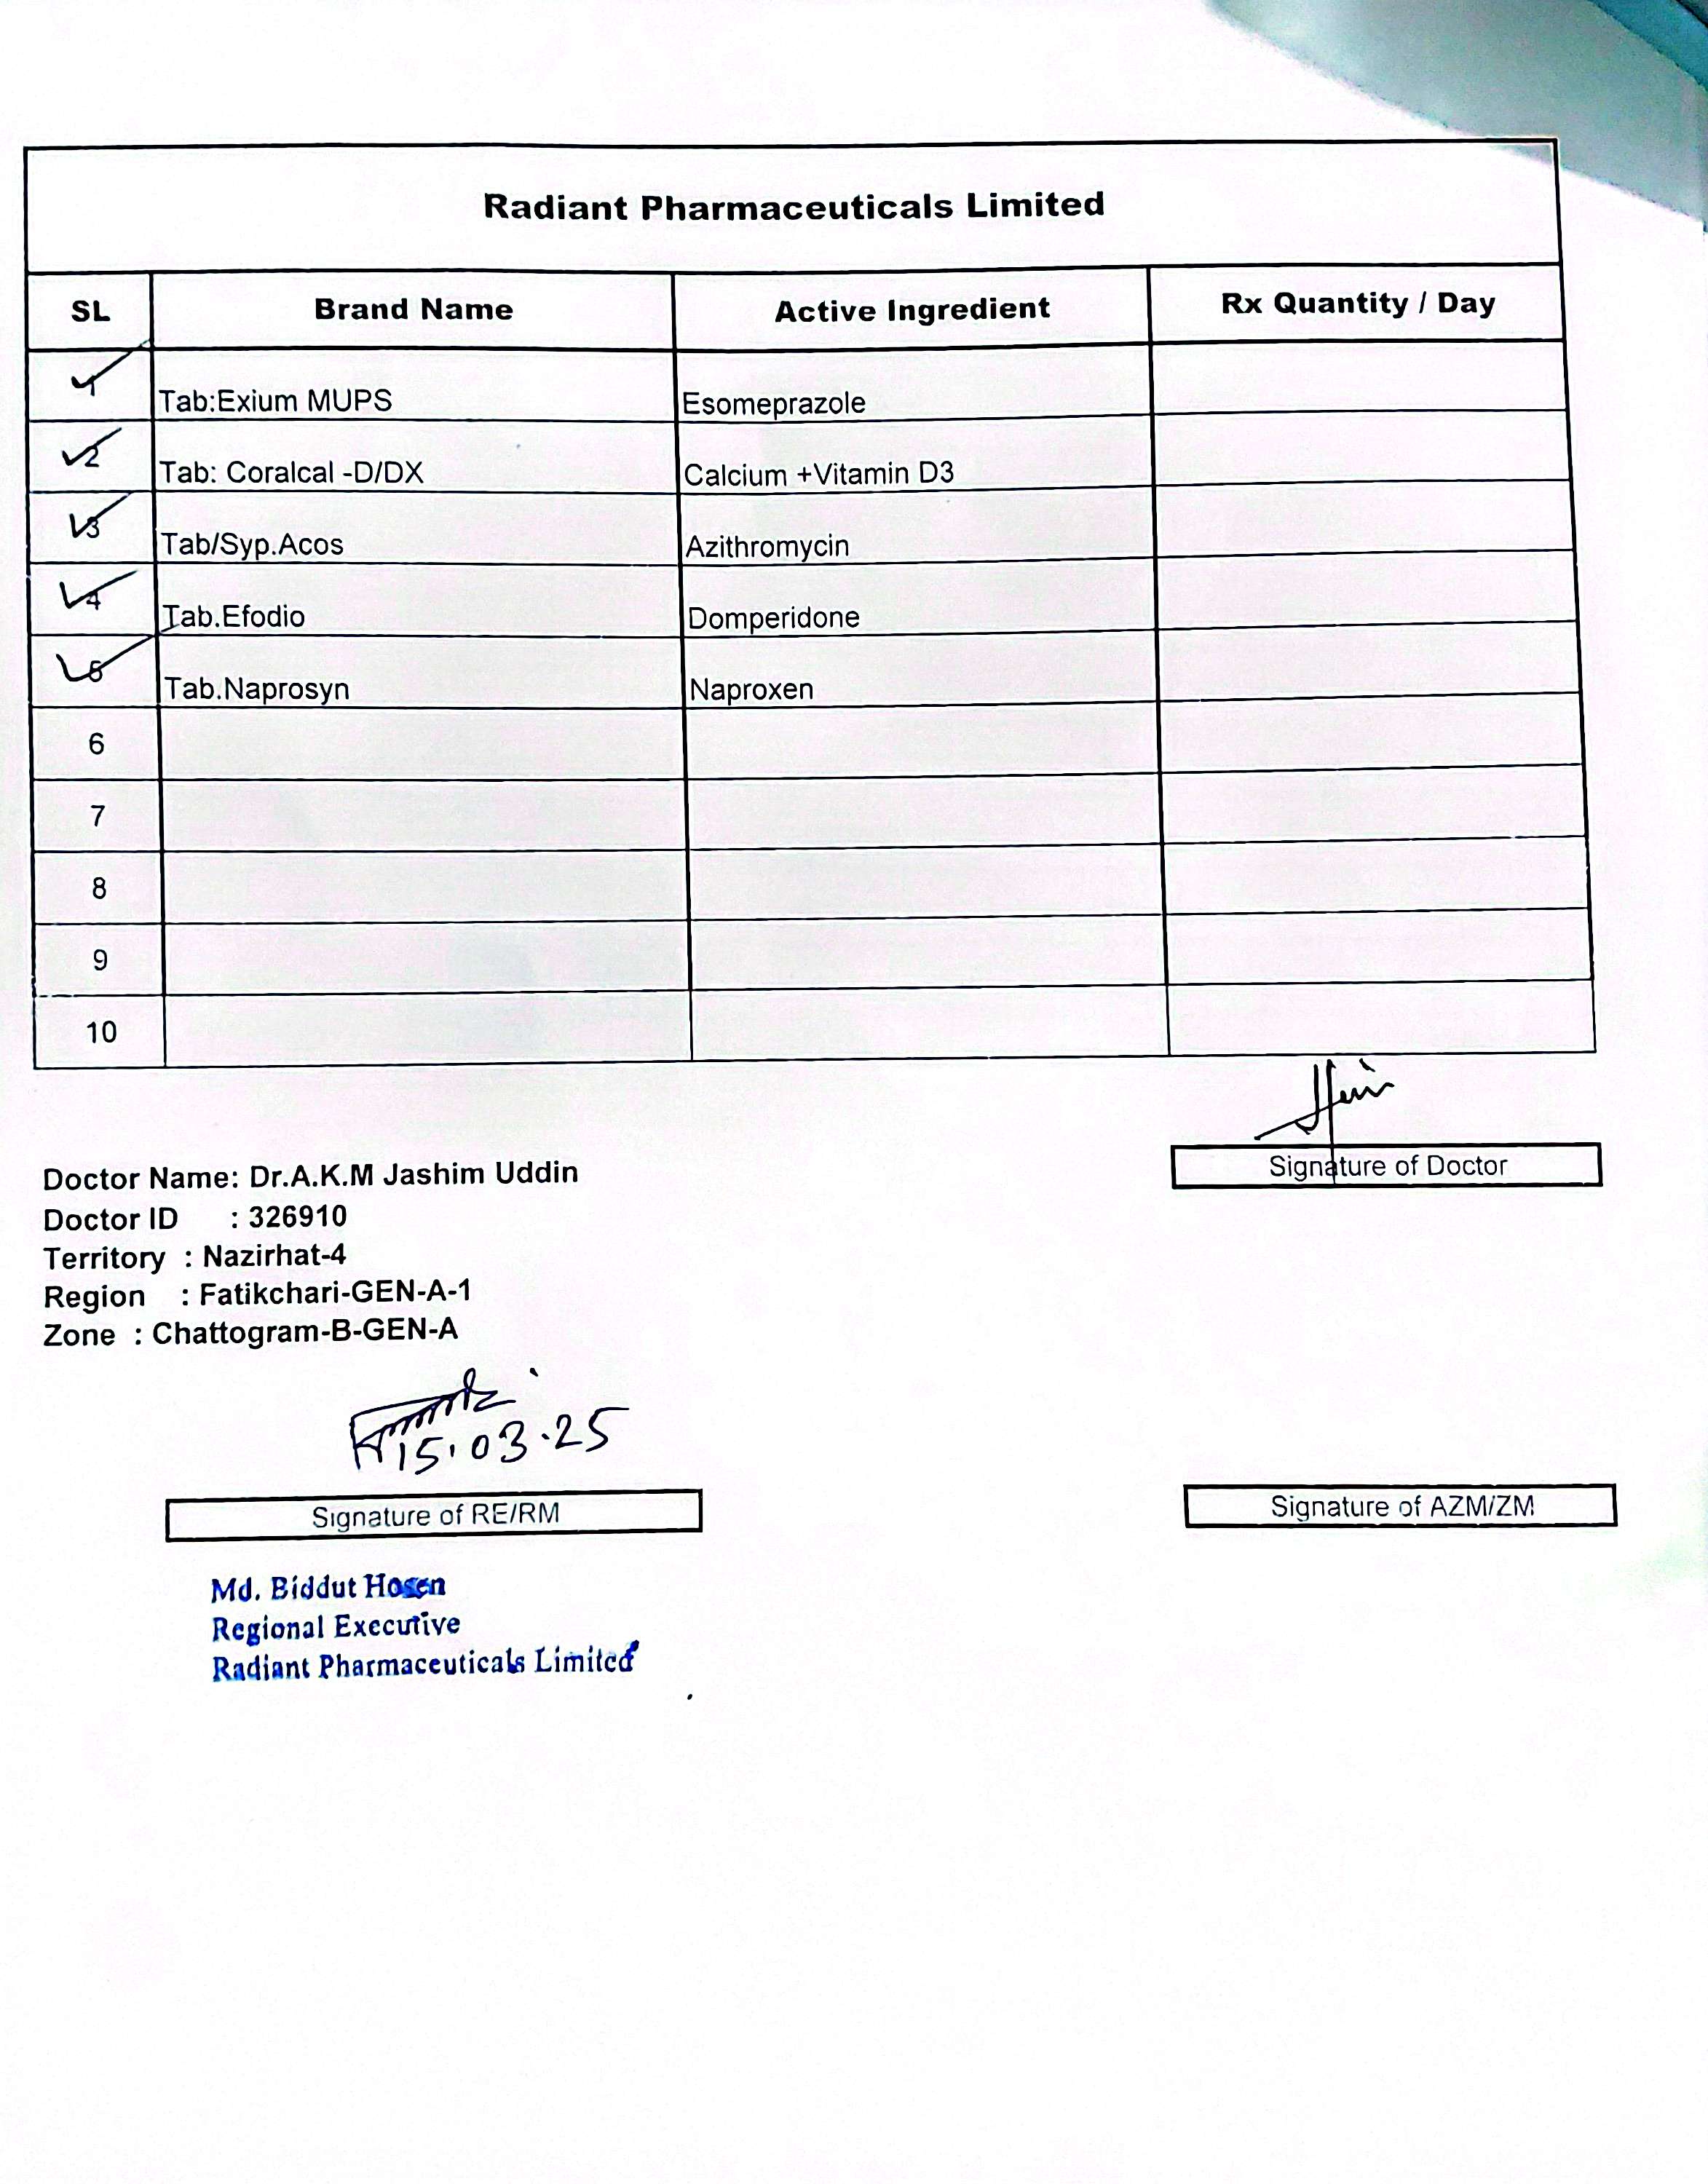 Radiant Pharmaceuticals Limited
SL Brand Name Active Ingredient Rx Quantity / Day
1 Tab:Exium MUPS Esomeprazole
2 Tab: Coralcal -D/DX Calcium +Vitamin D3
3 Tab/Syp.Acos Azithromycin
4 Tab.Efodio Domperidone
5 Tab.Naprosyn Naproxen
6
7
8
9
10
Signature of Doctor
Doctor Name: Dr.A.K.M Jashim Uddin
Doctor ID : 326910
Territory : Nazirhat-4
Region : Fatikchari-GEN-A-1
Zone : Chattogram-B-GEN-A
15.03.25
Signature of RE/RM Signature of AZM/ZM
Md. Biddut Hosen
Regional Executive
Radiant Pharmaceuticals Limited